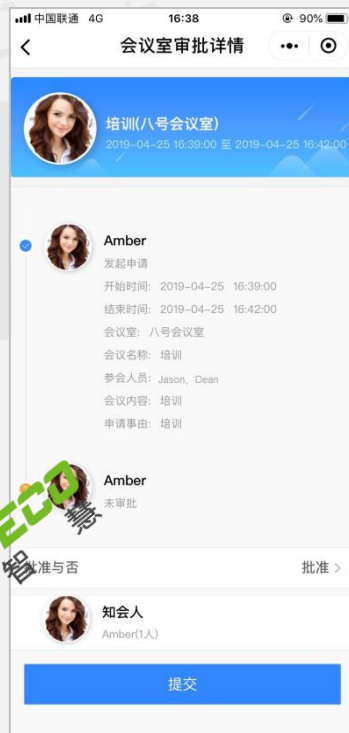 中国联通 4G 16:38 90%
会议室审批详情
培训(八号会议室)
2019-04-25 16:39:00 至 2019-04-25 16:42:00
Amber
发起申请
开始时间: 2019-04-25 16:39:00
结束时间: 2019-04-25 16:42:00
会议室: 八号会议室
会议名称: 培训
参会人员: Jason, Dean
会议内容: 培训
申请事由: 培训
Amber
未审批
批准与否 批准
知会人
Amber(1人)
提交
ECO
智 慧